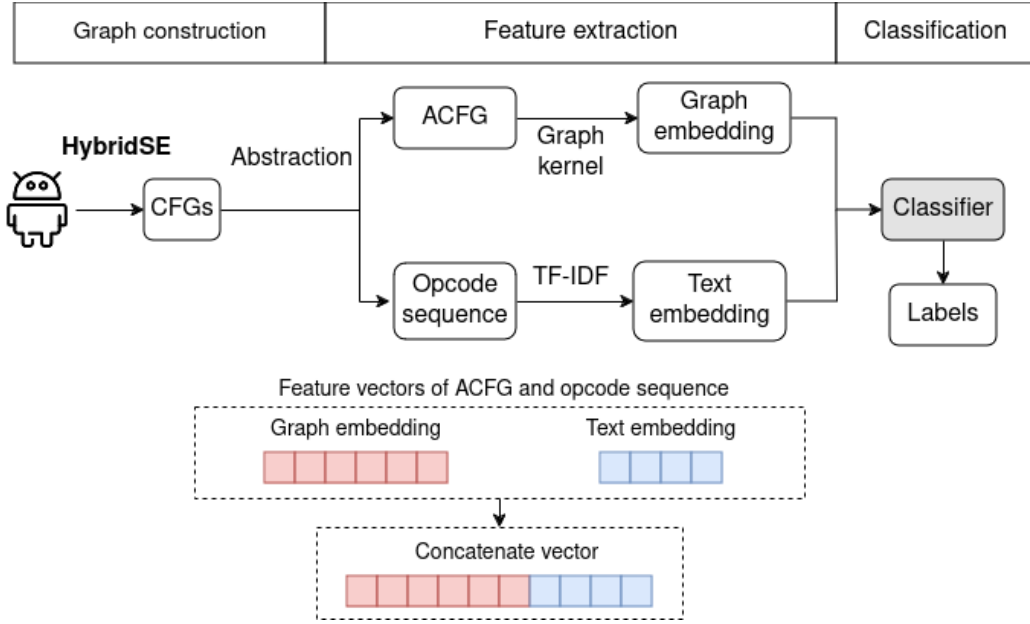 Graph construction
Feature extraction
Classification
HybridSE
CFGs
Abstraction
ACFG
Graph
kernel
Graph
embedding
Opcode
sequence
TF-IDF
Text
embedding
Classifier
Labels
Feature vectors of ACFG and opcode sequence
Graph embedding
Text embedding
Concatenate vector